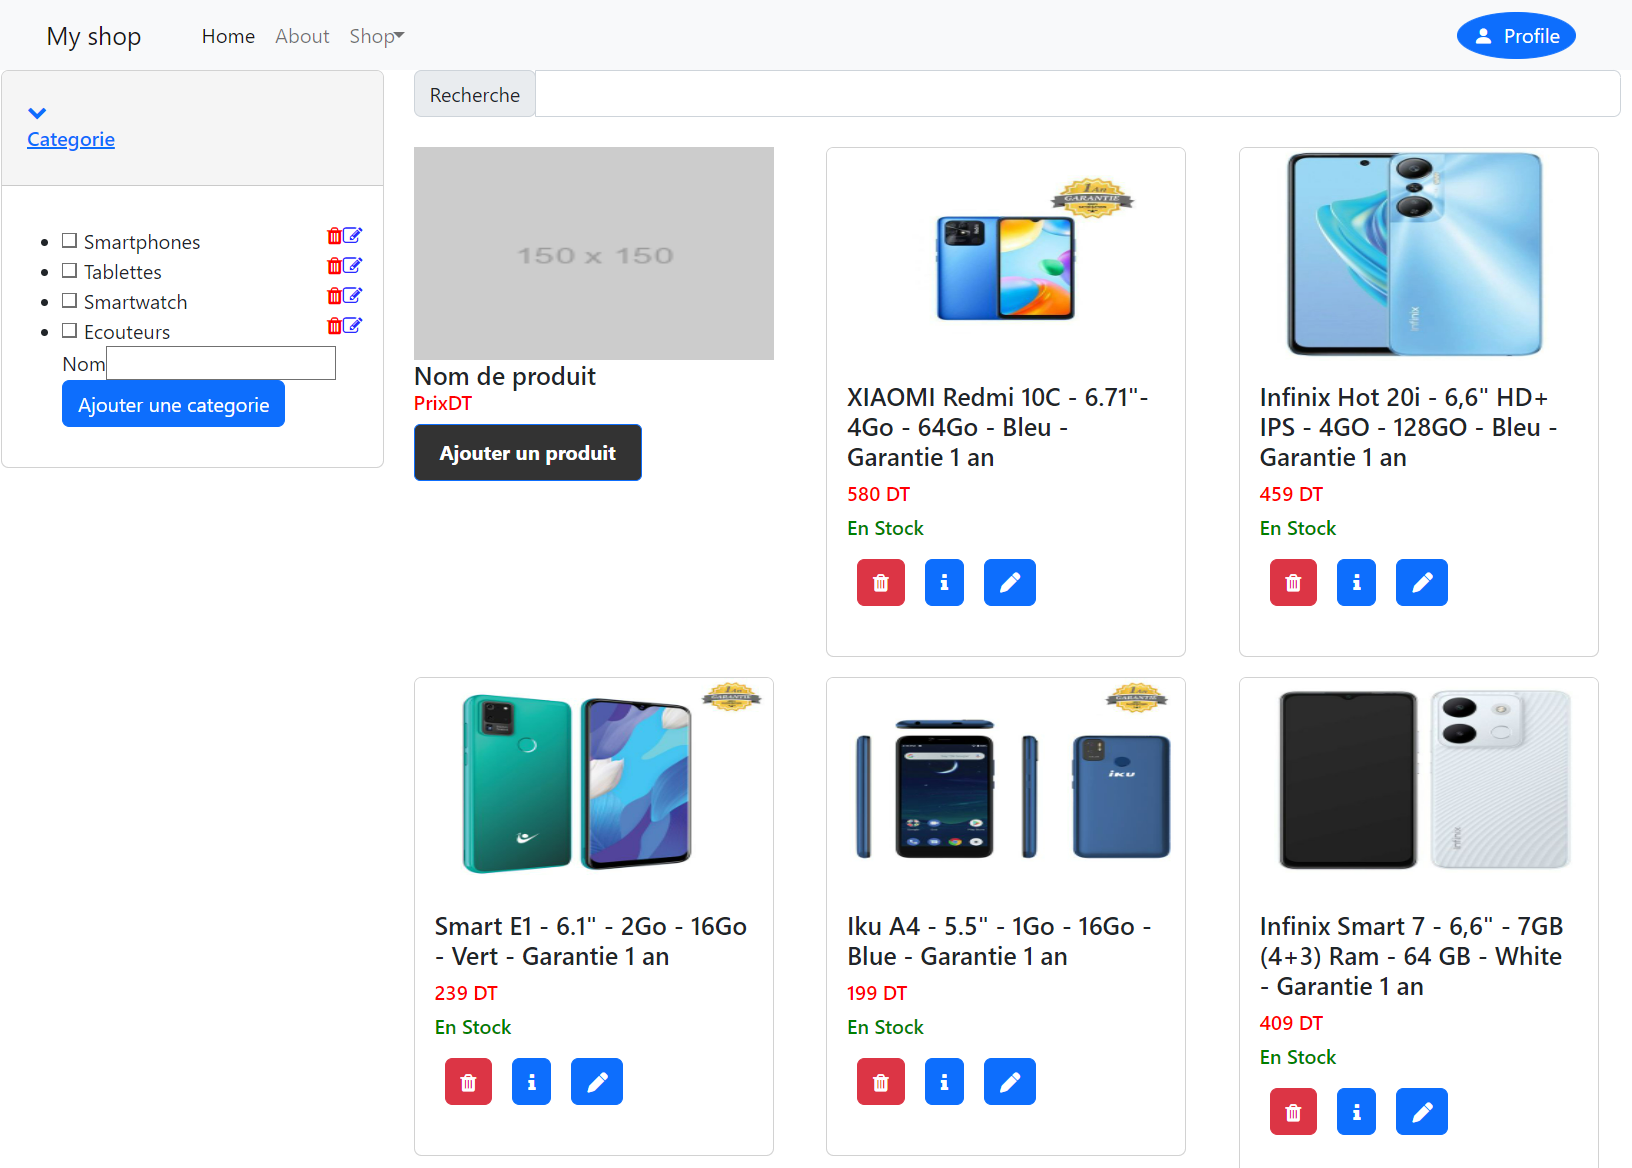 My shop
Home
About
Shop
Profile
Categorie
Smartphones
Tablettes
Smartwatch
Ecouteurs
Nom
Ajouter une categorie
Recherche
150 x 150
Nom de produit
PrixDT
Ajouter un produit
1 AN
GARANTIE
XIAOMI Redmi 10C - 6.71"-
4Go - 64Go - Bleu -
Garantie 1 an
580 DT
En Stock
infinix
Infinix Hot 20i - 6,6" HD+
IPS - 4GO - 128GO - Bleu -
Garantie 1 an
459 DT
En Stock
1 AN
GARANTIE
Smart E1 - 6.1" - 2Go - 16Go
- Vert - Garantie 1 an
239 DT
En Stock
1 AN
GARANTIE
iKU
Iku A4 - 5.5" - 1Go - 16Go -
Blue - Garantie 1 an
199 DT
En Stock
infinix
Infinix Smart 7 - 6,6" - 7GB
(4+3) Ram - 64 GB - White
- Garantie 1 an
409 DT
En Stock